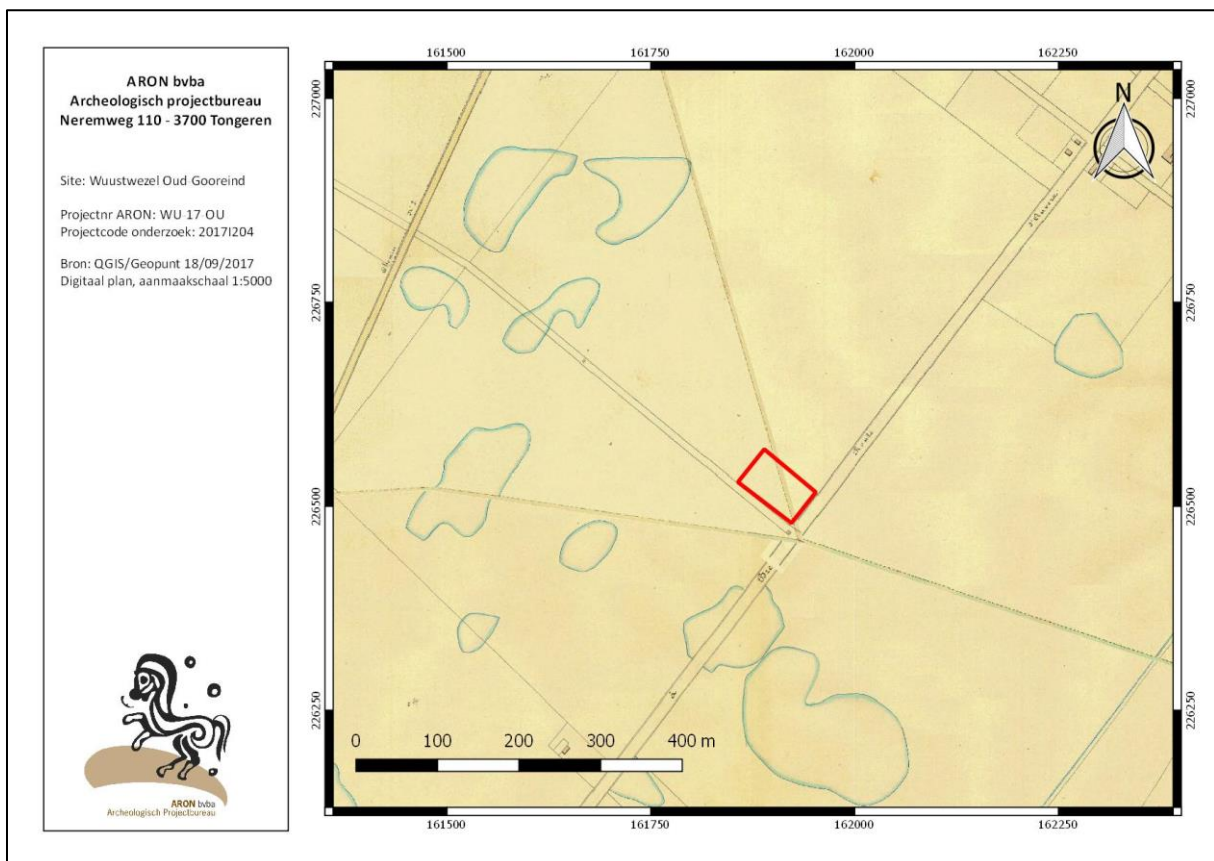 ARON bvba
Archeologisch projectbureau
Neremweg 110 - 3700 Tongeren
Site: Wuustwezel Oud Gooreind
Projectnr ARON: WU 17 OU
Projectcode onderzoek: 2017I204
Bron: QGIS/Geopunt 18/09/2017
Digitaal plan, aanmaakschaal 1:5000
ARON bvba
Archeologisch Projectbureau
161500 161750 162000 162250
N
227000 227000
226750 226750
226500 226500
226250 226250
0 100 200 300 400 m
161500 161750 162000 162250